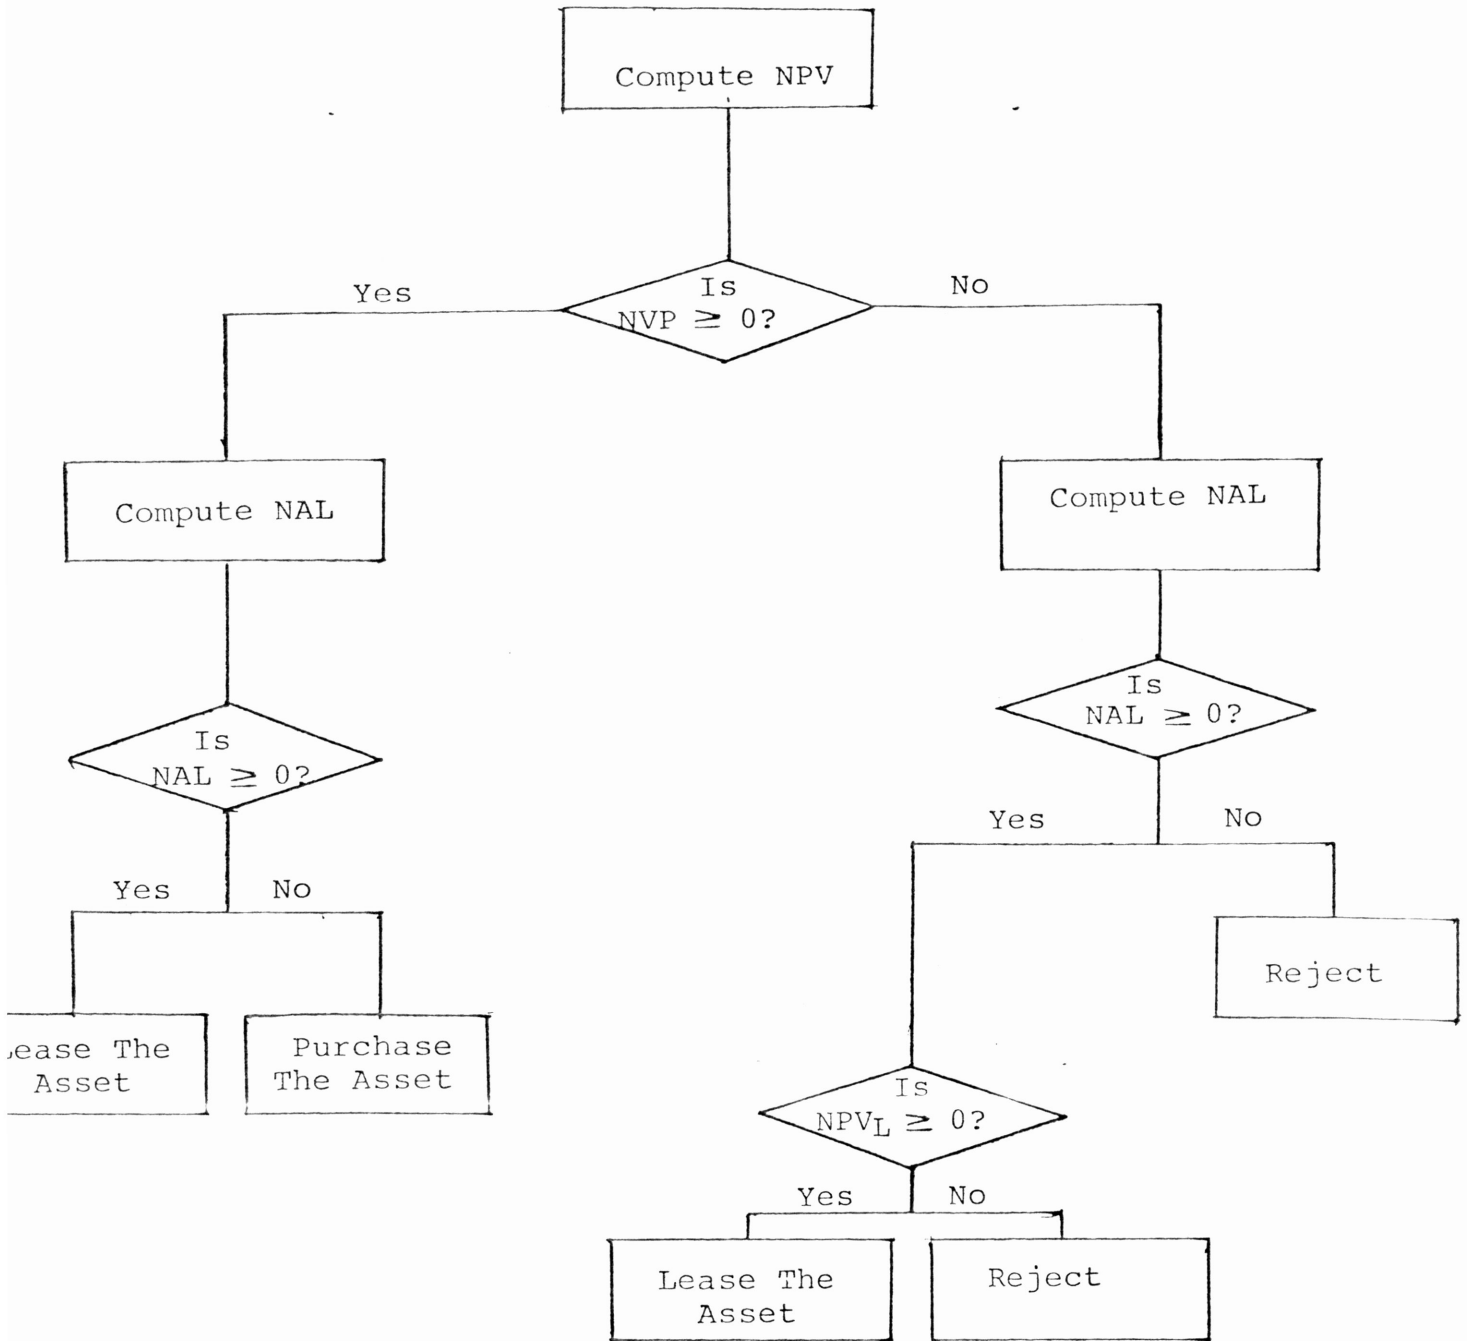 Compute NPV
Yes
Is
No
NVP ≥ 0?
Compute NAL
Compute NAL
Is
NAL ≥ 0?
Is
NAL ≥ 0?
Yes
No
Yes
No
Reject
Lease The
Asset
Purchase
The Asset
Is
NPVL ≥ 0?
Yes
No
Lease The
Asset
Reject